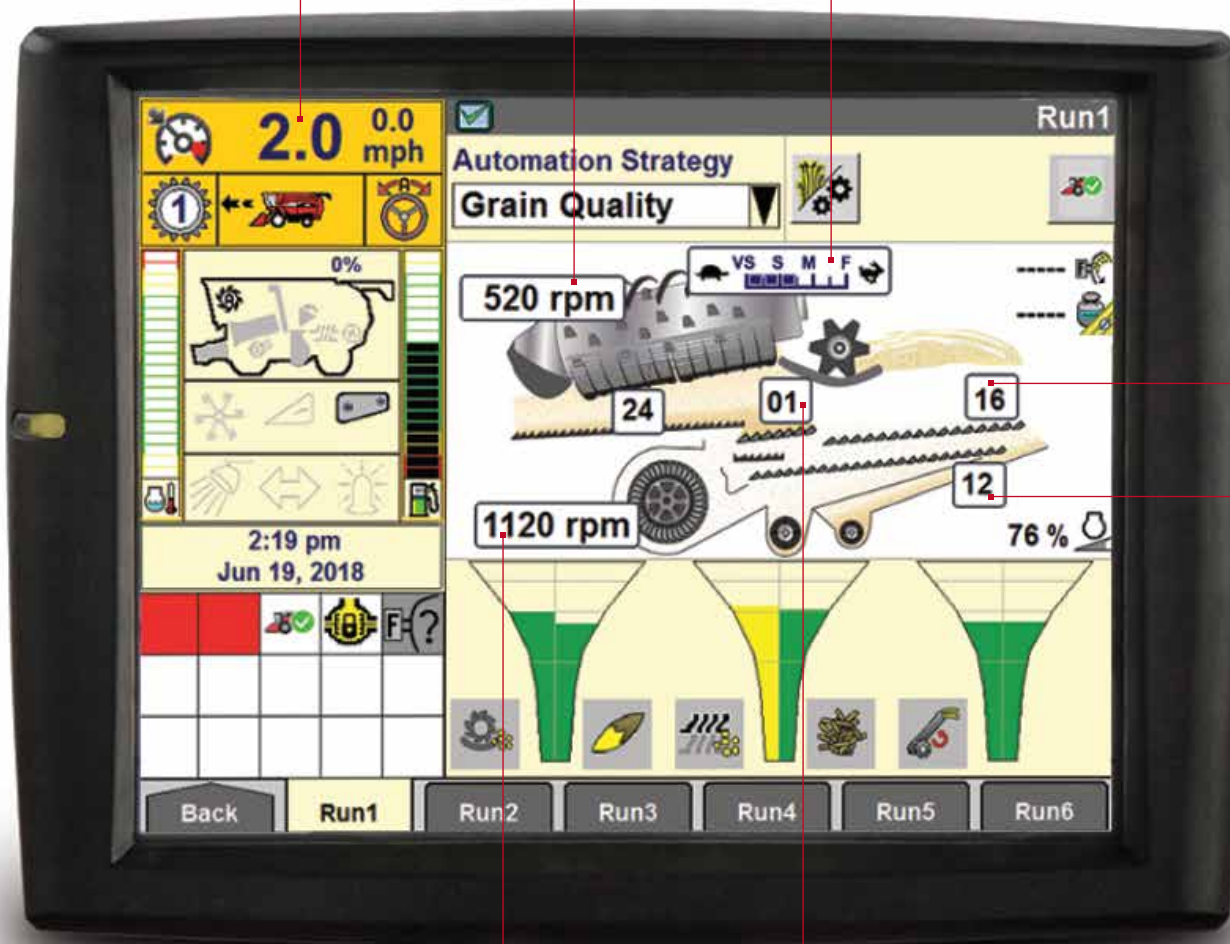 2.0
0.0
mph
1
A
0%
A
A
2:19 pm
Jun 19, 2018
F ?
Run1
Automation Strategy
Grain Quality
VS S M F
520 rpm
-----
F
-----
24
01
16
12
1120 rpm
76 %
Back
Run1
Run2
Run3
Run4
Run5
Run6